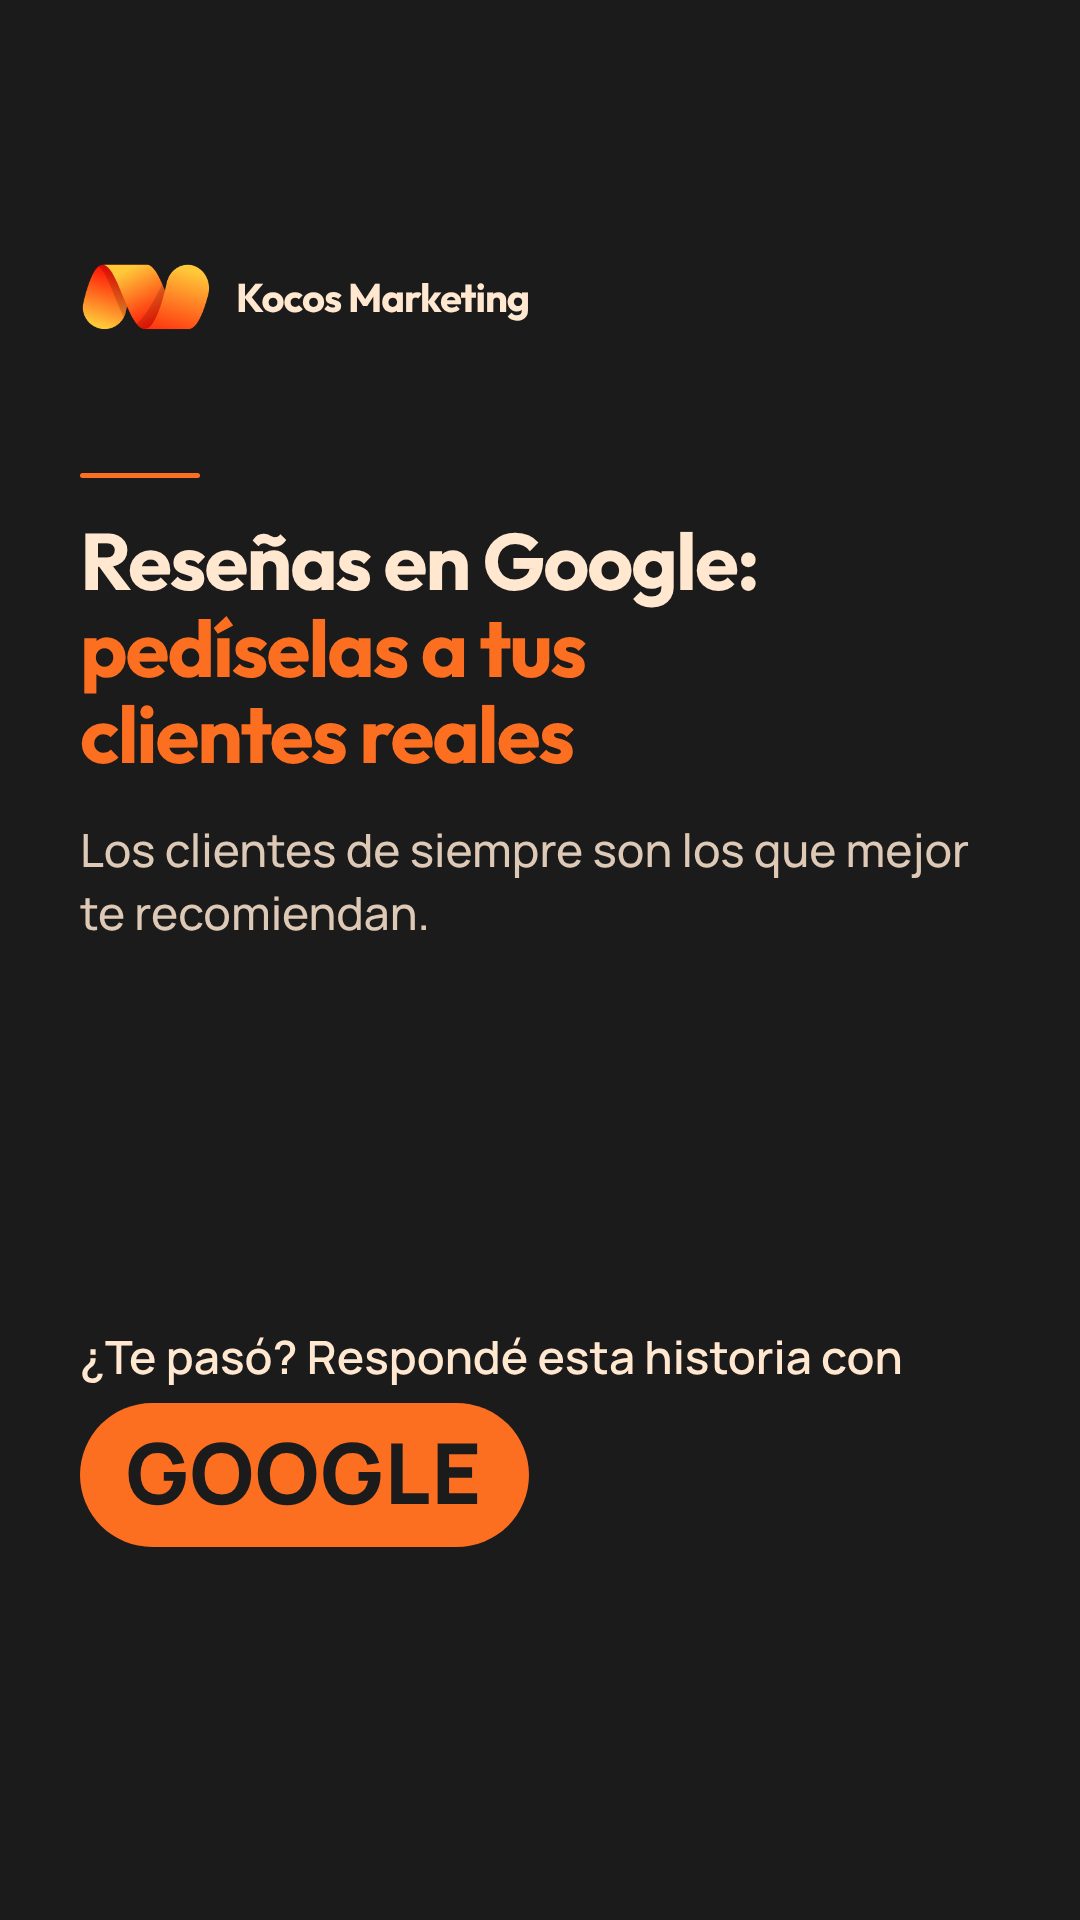 Kocos Marketing
Reseñas en Google:
pedíselas a tus
clientes reales
Los clientes de siempre son los que mejor
te recomiendan.
¿Te pasó? Respondé esta historia con
GOOGLE